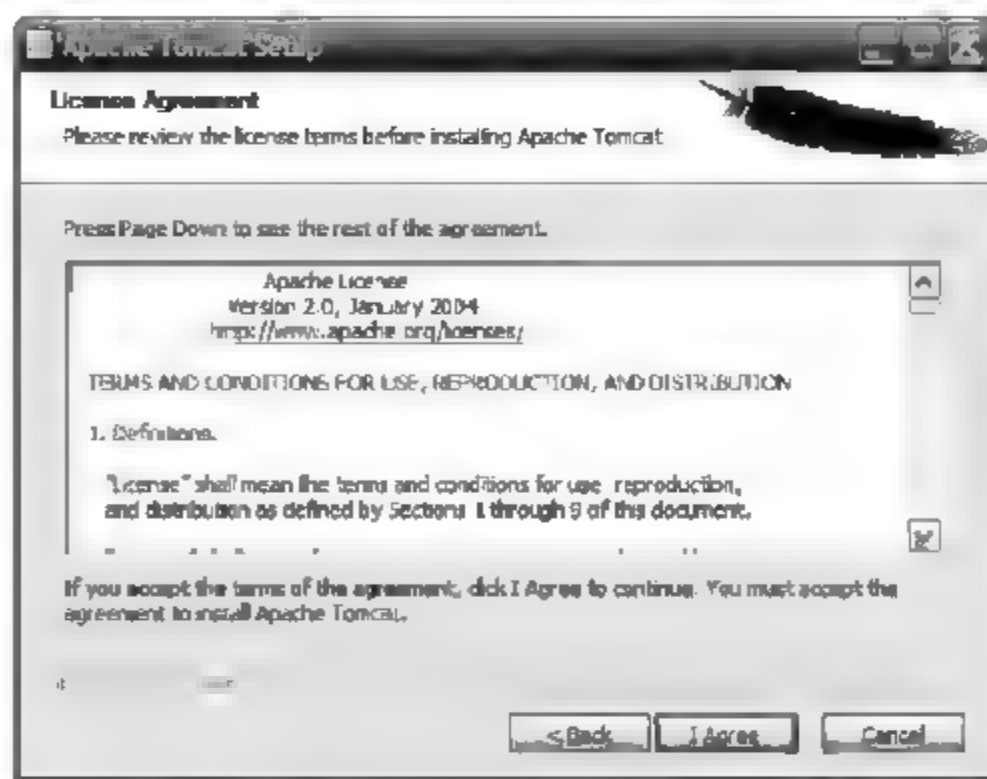 Apache Tomcat Setup
License Agreement
Please review the license terms before installing Apache Tomcat
Press Page Down to see the rest of the agreement.
Apache License
Version 2.0, January 2004
http://www.apache.org/licenses/
TERMS AND CONDITIONS FOR USE, REPRODUCTION, AND DISTRIBUTION
1. Definitions.
"License" shall mean the terms and conditions for use, reproduction,
and distribution as defined by Sections 1 through 9 of this document.
If you accept the terms of the agreement, click I Agree to continue. You must accept the
agreement to install Apache Tomcat.
< Back I Agree Cancel